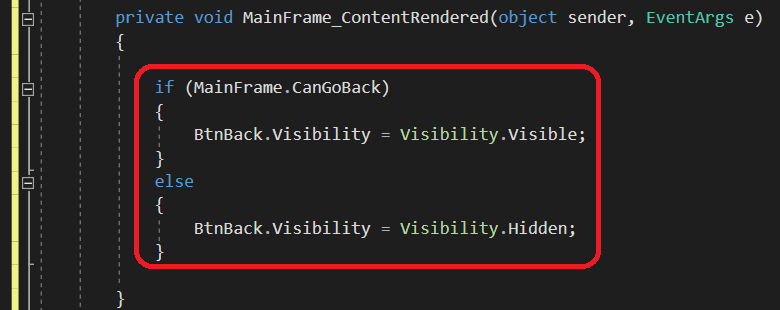 private void MainFrame_ContentRendered(object sender, EventArgs e)
{
if (MainFrame.CanGoBack)
{
BtnBack.Visibility = Visibility.Visible;
}
else
{
BtnBack.Visibility = Visibility.Hidden;
}
}